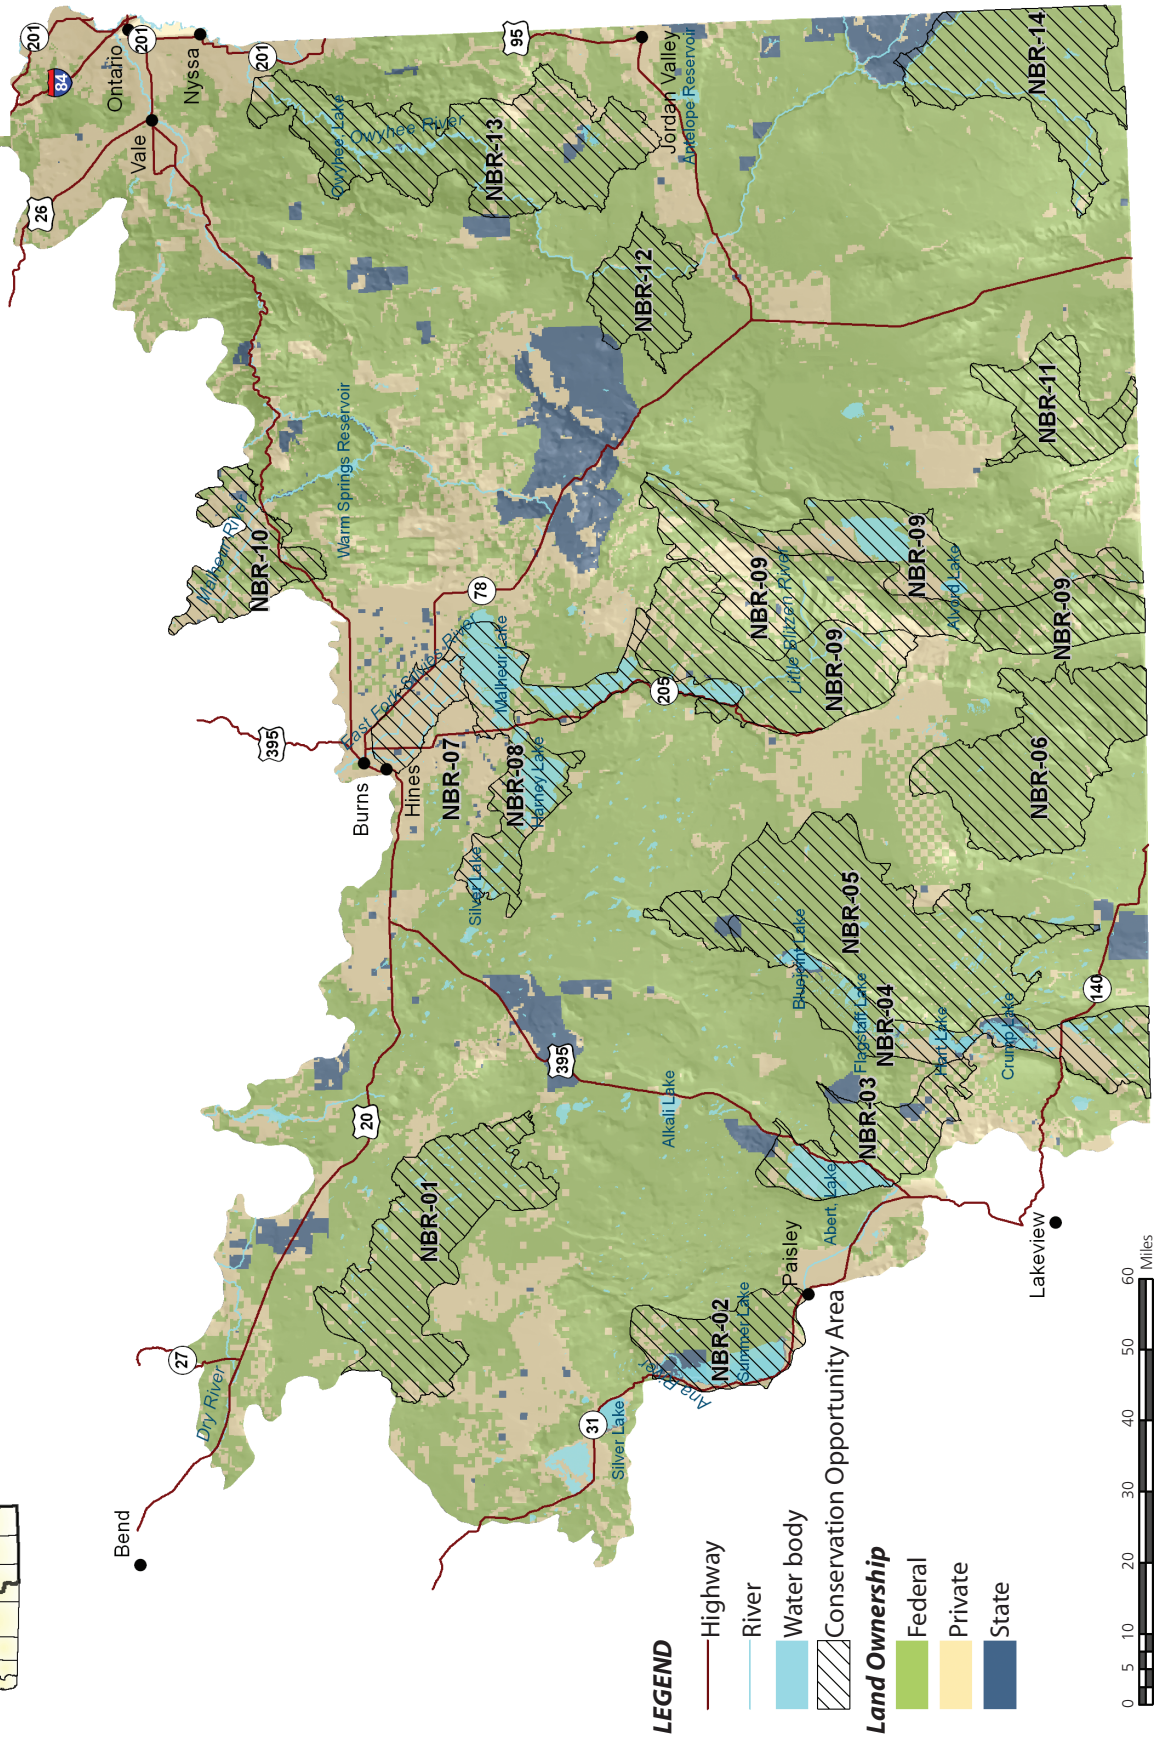 201
84
Ontario
201
Nyssa
201
Vale
26
95
Jordan Valley
Antelope Reservoir
NBR-14
Owyhee Lake
Owyhee River
NBR-13
NBR-12
NBR-11
Malheur River
NBR-10
Warm Springs Reservoir
78
East Fork Silvies River
Malheur Lake
395
Burns
Hines
NBR-07
NBR-08
Harney Lake
Silver Lake
205
NBR-09
Little Blitzen River
NBR-09
NBR-09
Alvord Lake
NBR-09
NBR-06
NBR-05
Bluejoint Lake
Flagstaff Lake
NBR-04
Hart Lake
Crump Lake
140
NBR-03
395
Alkali Lake
20
NBR-01
Abert, Lake
Paisley
Lakeview
NBR-02
Summer Lake
Ana River
27
Dry River
31
Silver Lake
Bend
LEGEND
Highway
River
Water body
Conservation Opportunity Area
Land Ownership
Federal
Private
State
0 5 10 20 30 40 50 60
Miles